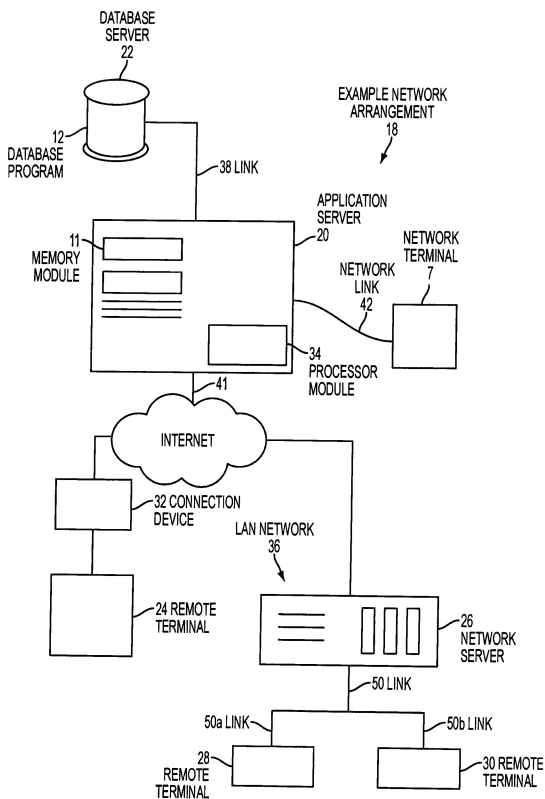 DATABASE
SERVER
22
EXAMPLE NETWORK
ARRANGEMENT
18
12
DATABASE
PROGRAM
38 LINK
APPLICATION
SERVER
20
11
MEMORY
MODULE
NETWORK
TERMINAL
7
NETWORK
LINK
42
34
PROCESSOR
MODULE
41
INTERNET
32 CONNECTION
DEVICE
LAN NETWORK
36
24 REMOTE
TERMINAL
26
NETWORK
SERVER
50 LINK
50a LINK
50b LINK
28
REMOTE
TERMINAL
30 REMOTE
TERMINAL